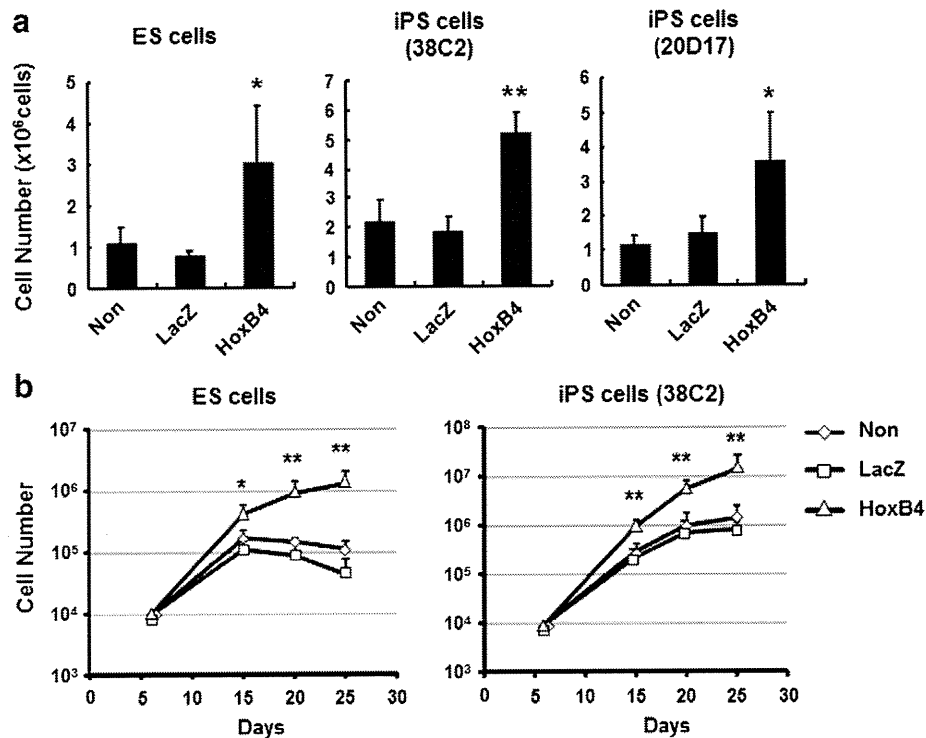 a
ES cells
iPS cells
(38C2)
iPS cells
(20D17)
Cell Number (x10⁶cells)
5
4
3
2
1
0
Non
LacZ
HoxB4
*
7
6
5
4
3
2
1
0
Non
LacZ
HoxB4
**
6
5
4
3
2
1
0
Non
LacZ
HoxB4
*
b
ES cells
Cell Number
10⁷
10⁶
10⁵
10⁴
10³
* ** **
0 5 10 15 20 25 30
Days
iPS cells (38C2)
10⁸
10⁷
10⁶
10⁵
10⁴
10³
** ** **
0 5 10 15 20 25 30
Days
Non
LacZ
HoxB4